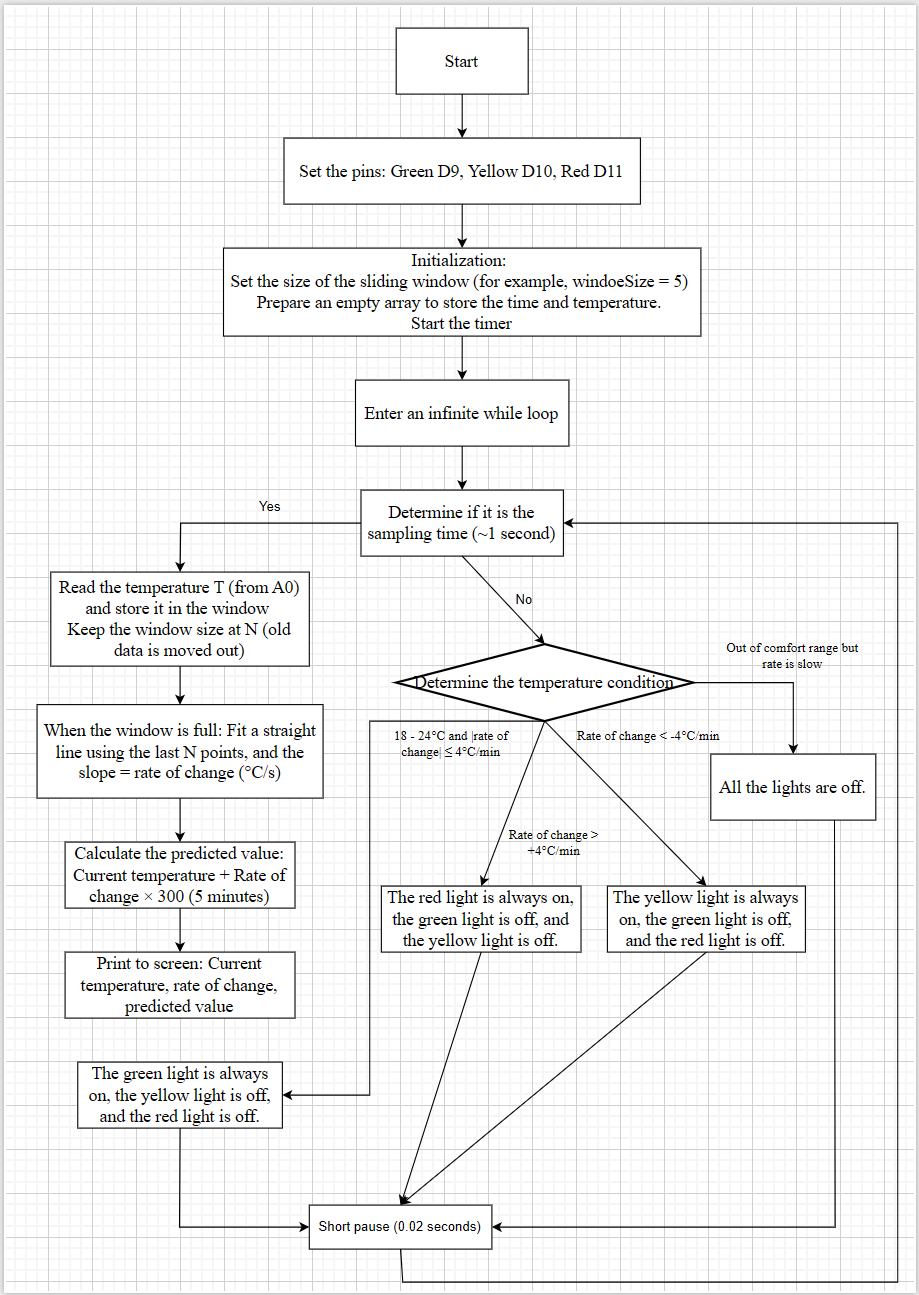 Start
Set the pins: Green D9, Yellow D10, Red D11
Initialization:
Set the size of the sliding window (for example, windoeSize = 5)
Prepare an empty array to store the time and temperature.
Start the timer
Enter an infinite while loop
Determine if it is the
sampling time (~1 second)
Yes
Read the temperature T (from A0)
and store it in the window
Keep the window size at N (old
data is moved out)
No
Determine the temperature condition
Out of comfort range but
rate is slow
When the window is full: Fit a straight
line using the last N points, and the
slope = rate of change (°C/s)
18 - 24°C and |rate of
change| ≤ 4°C/min
Rate of change < -4°C/min
All the lights are off.
Rate of change >
+4°C/min
Calculate the predicted value:
Current temperature + Rate of
change × 300 (5 minutes)
The red light is always on,
the green light is off, and
the yellow light is off.
The yellow light is always
on, the green light is off,
and the red light is off.
Print to screen: Current
temperature, rate of change,
predicted value
The green light is always
on, the yellow light is off,
and the red light is off.
Short pause (0.02 seconds)